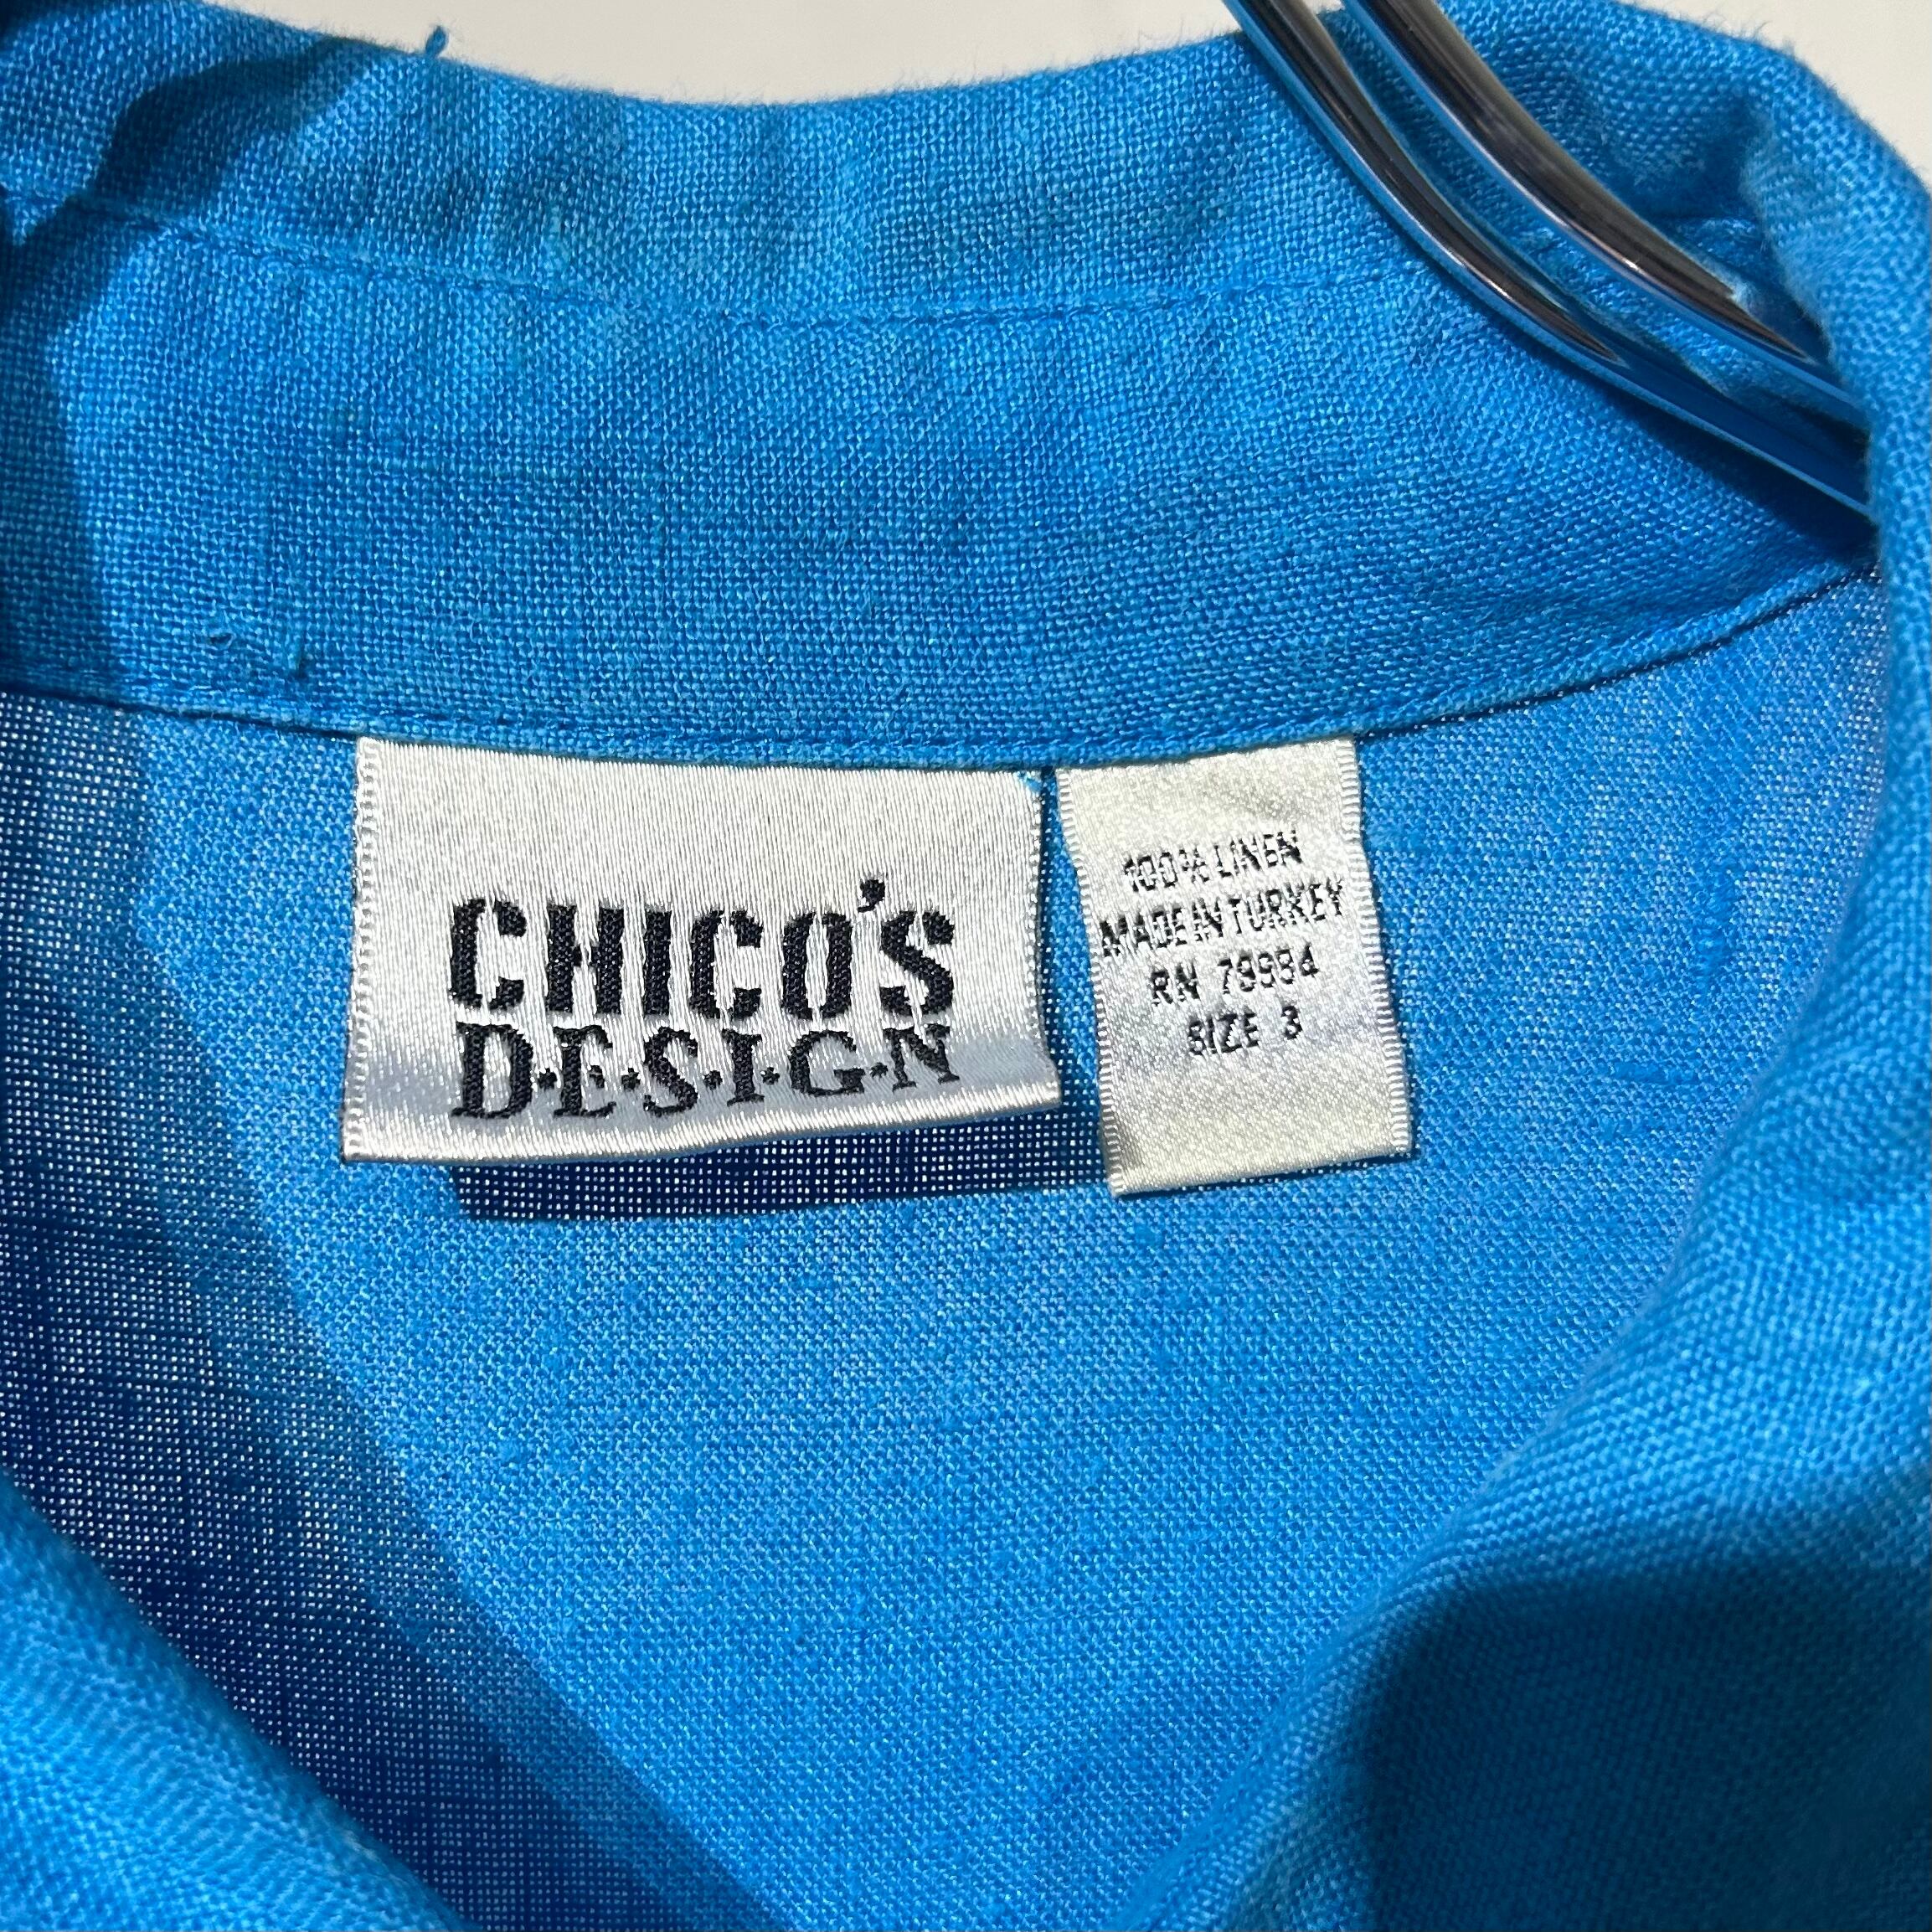 CHICO'S
D·E·S·I·G·N
100% LINEN
MADE IN TURKEY
RN 79984
SIZE 3